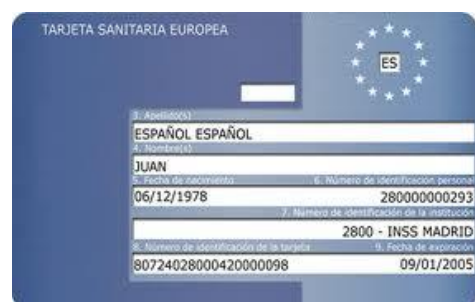 TARJETA SANITARIA EUROPEA
ES
3. Apellido(s)
ESPAÑOL ESPAÑOL
4. Nombre(s)
JUAN
5. Fecha de nacimiento 6. Número de identificación personal
06/12/1978 280000000293
7. Número de identificación de la institución
2800 - INSS MADRID
8. Número de identificación de la tarjeta 9. Fecha de expiración
80724028000420000098 09/01/2005